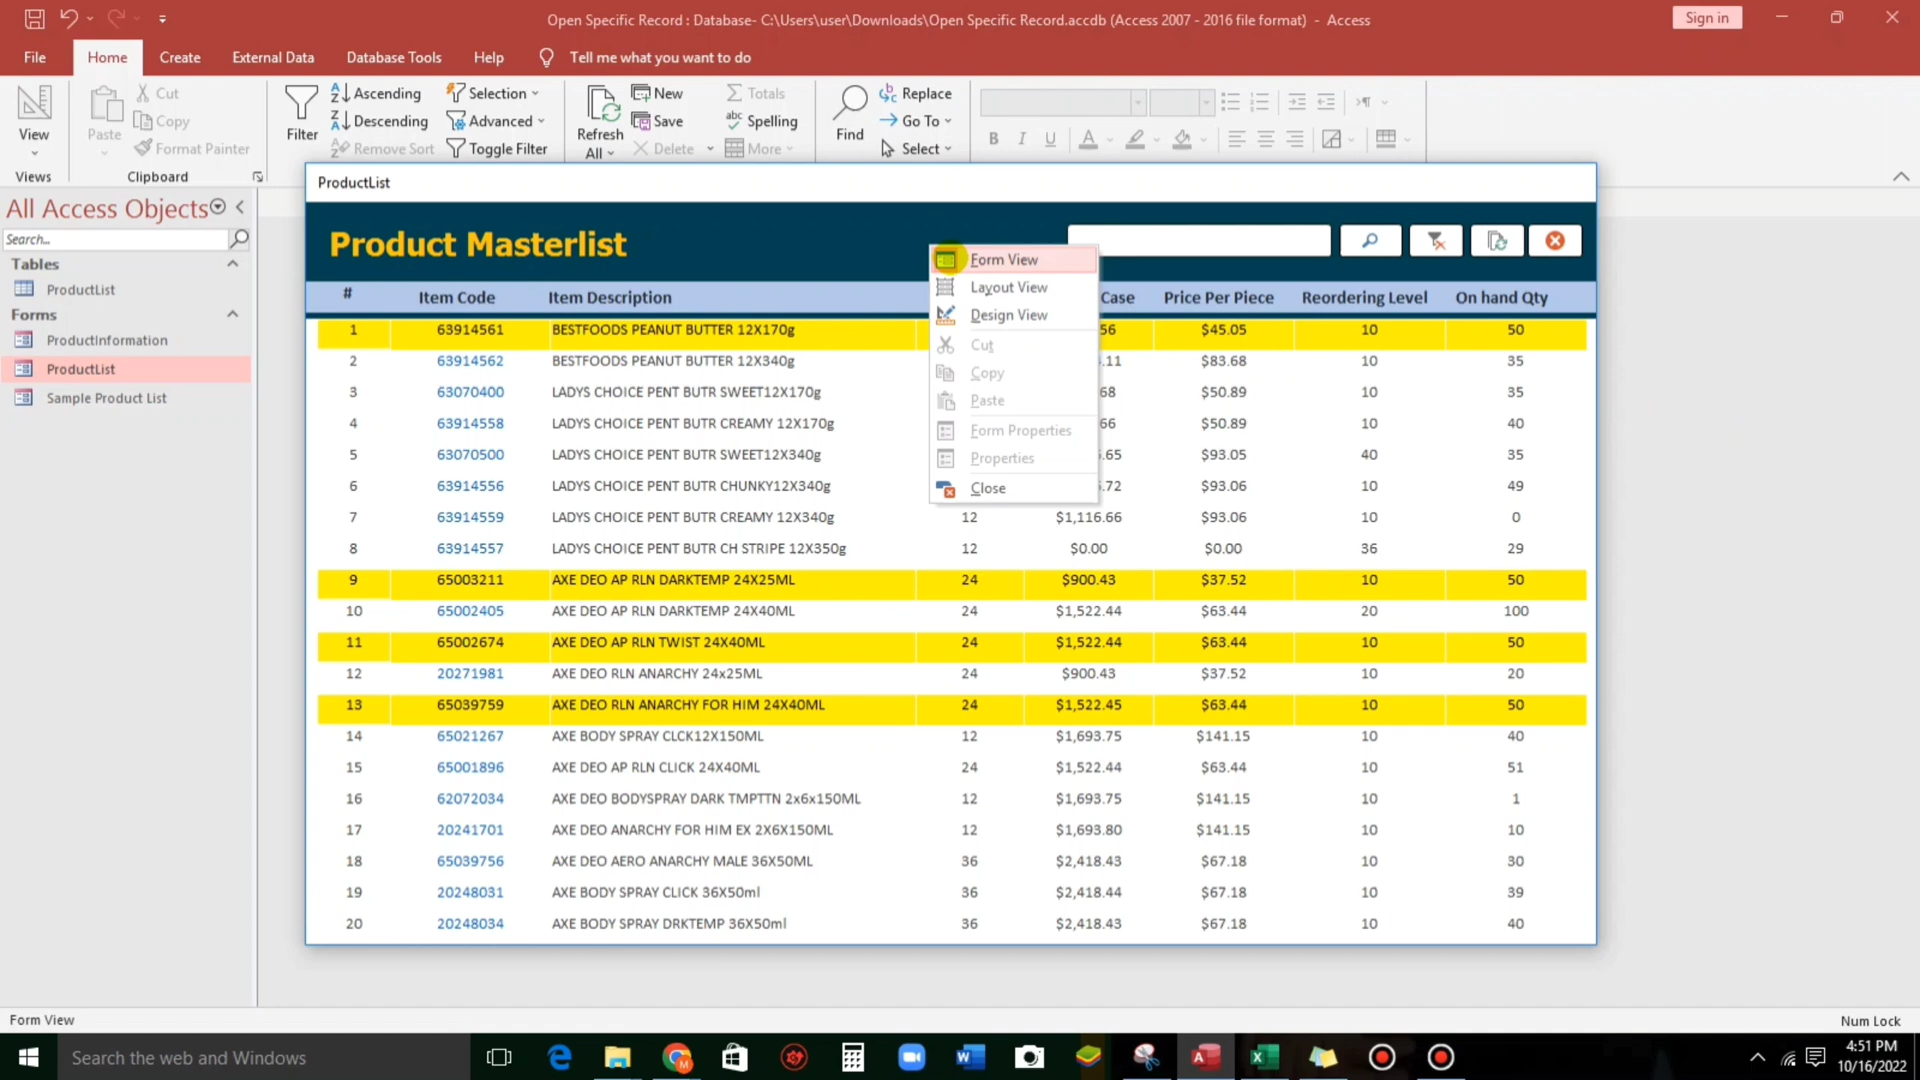 Open Specific Record : Database- C:\Users\user\Downloads\Open Specific Record.accdb (Access 2007 - 2016 file format) - Access
Sign in
File Home Create External Data Database Tools Help Tell me what you want to do
View
Views
Paste
Cut
Copy
Format Painter
Clipboard
Filter
Ascending
Descending
Remove Sort
Selection
Advanced
Toggle Filter
Refresh
All
New
Save
Delete
Totals
Spelling
More
Find
Replace
Go To
Select
B I U A
All Access Objects
Search...
Tables
ProductList
Forms
ProductInformation
ProductList
Sample Product List
ProductList
Product Masterlist
# Item Code Item Description Case Price Per Piece Reordering Level On hand Qty
1 63914561 BESTFOODS PEANUT BUTTER 12X170g 56 $45.05 10 50
2 63914562 BESTFOODS PEANUT BUTTER 12X340g .11 $83.68 10 35
3 63070400 LADYS CHOICE PENT BUTR SWEET12X170g 68 $50.89 10 35
4 63914558 LADYS CHOICE PENT BUTR CREAMY 12X170g 66 $50.89 10 40
5 63070500 LADYS CHOICE PENT BUTR SWEET12X340g .65 $93.05 40 35
6 63914556 LADYS CHOICE PENT BUTR CHUNKY12X340g .72 $93.06 10 49
7 63914559 LADYS CHOICE PENT BUTR CREAMY 12X340g 12 $1,116.66 $93.06 10 0
8 63914557 LADYS CHOICE PENT BUTR CH STRIPE 12X350g 12 $0.00 $0.00 36 29
9 65003211 AXE DEO AP RLN DARKTEMP 24X25ML 24 $900.43 $37.52 10 50
10 65002405 AXE DEO AP RLN DARKTEMP 24X40ML 24 $1,522.44 $63.44 20 100
11 65002674 AXE DEO AP RLN TWIST 24X40ML 24 $1,522.44 $63.44 10 50
12 20271981 AXE DEO RLN ANARCHY 24x25ML 24 $900.43 $37.52 10 20
13 65039759 AXE DEO RLN ANARCHY FOR HIM 24X40ML 24 $1,522.45 $63.44 10 50
14 65021267 AXE BODY SPRAY CLCK12X150ML 12 $1,693.75 $141.15 10 40
15 65001896 AXE DEO AP RLN CLICK 24X40ML 24 $1,522.44 $63.44 10 51
16 62072034 AXE DEO BODYSPRAY DARK TMPTTN 2x6x150ML 12 $1,693.75 $141.15 10 1
17 20241701 AXE DEO ANARCHY FOR HIM EX 2X6X150ML 12 $1,693.80 $141.15 10 10
18 65039756 AXE DEO AERO ANARCHY MALE 36X50ML 36 $2,418.43 $67.18 10 30
19 20248031 AXE BODY SPRAY CLICK 36X50ml 36 $2,418.44 $67.18 10 39
20 20248034 AXE BODY SPRAY DRKTEMP 36X50ml 36 $2,418.43 $67.18 10 40
Form View
Layout View
Design View
Cut
Copy
Paste
Form Properties
Properties
Close
Form View
Num Lock
Search the web and Windows
4:51 PM
10/16/2022